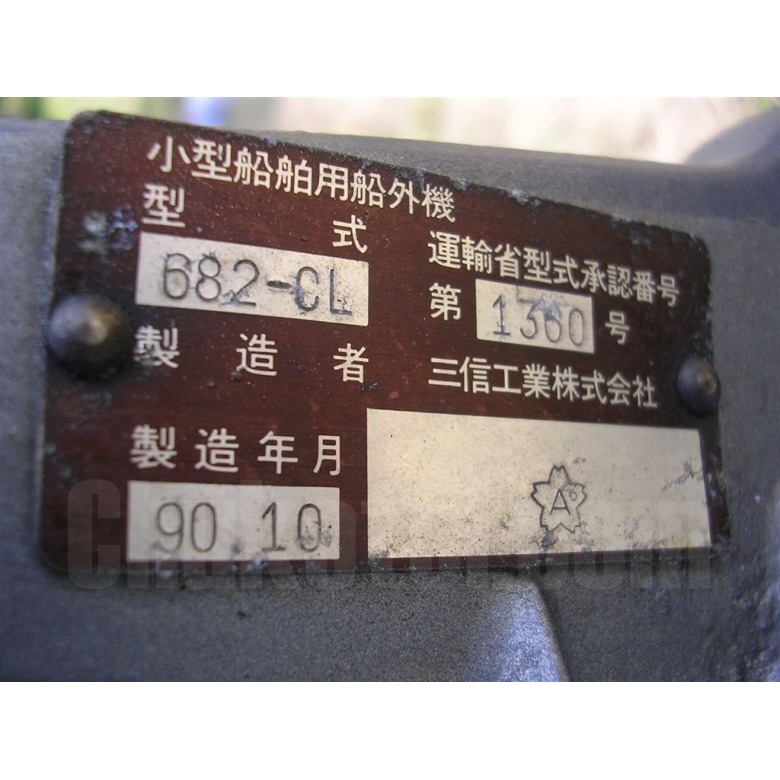 小型船舶用船外機
型式 運輸省型式承認番号
682-CL 第 1360 号
製造者 三信工業株式会社
製造年月
90 10
A